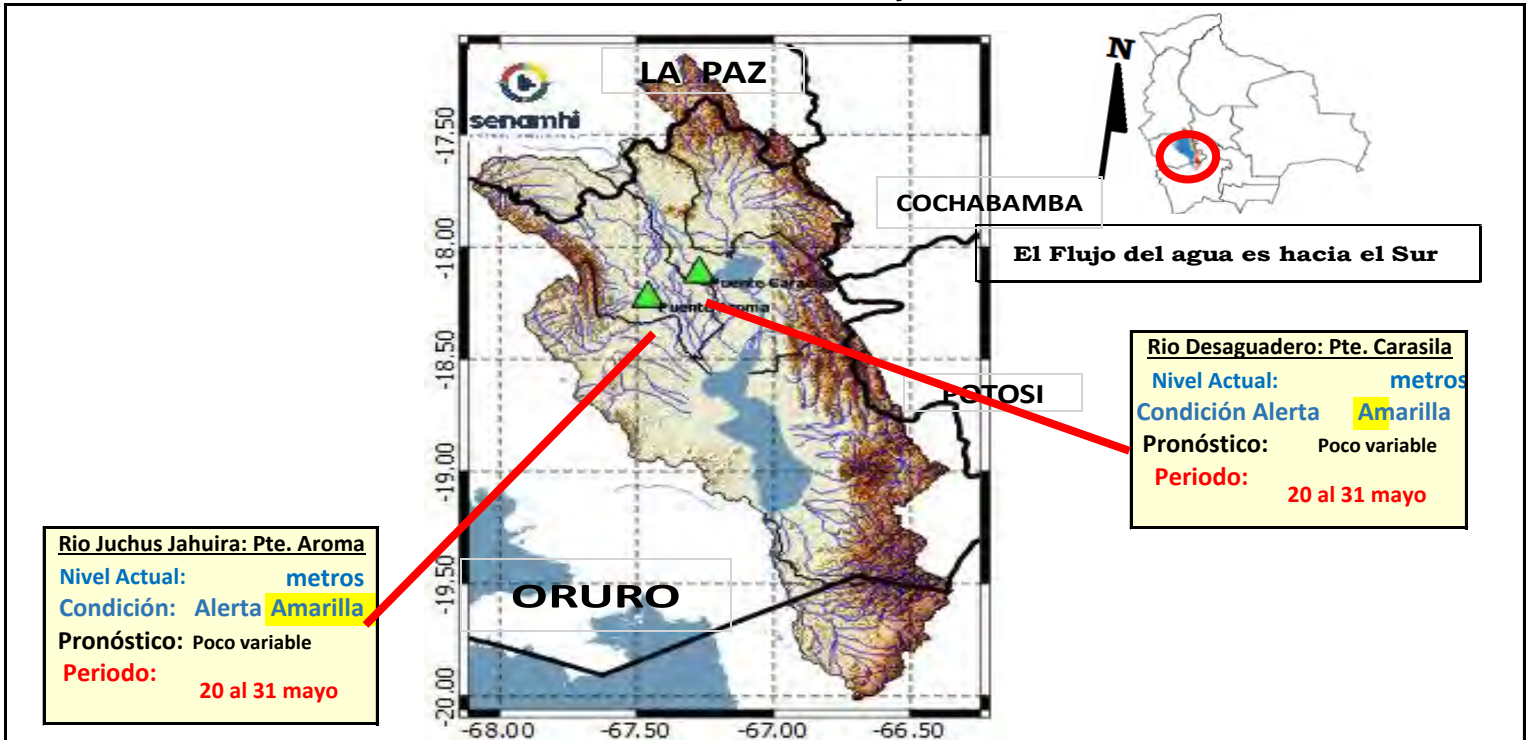 LA PAZ
senamhi
N
COCHABAMBA
El Flujo del agua es hacia el Sur
Puente Aroma
POTOSI
ORURO
Rio Desaguadero: Pte. Carasila
Nivel Actual: metros
Condición Alerta Amarilla
Pronóstico: Poco variable
Periodo:
20 al 31 mayo
Rio Juchus Jahuira: Pte. Aroma
Nivel Actual: metros
Condición: Alerta Amarilla
Pronóstico: Poco variable
Periodo:
20 al 31 mayo
-17.50
-18.00
-18.50
-19.00
-19.50
-20.00
-68.00 -67.50 -67.00 -66.50